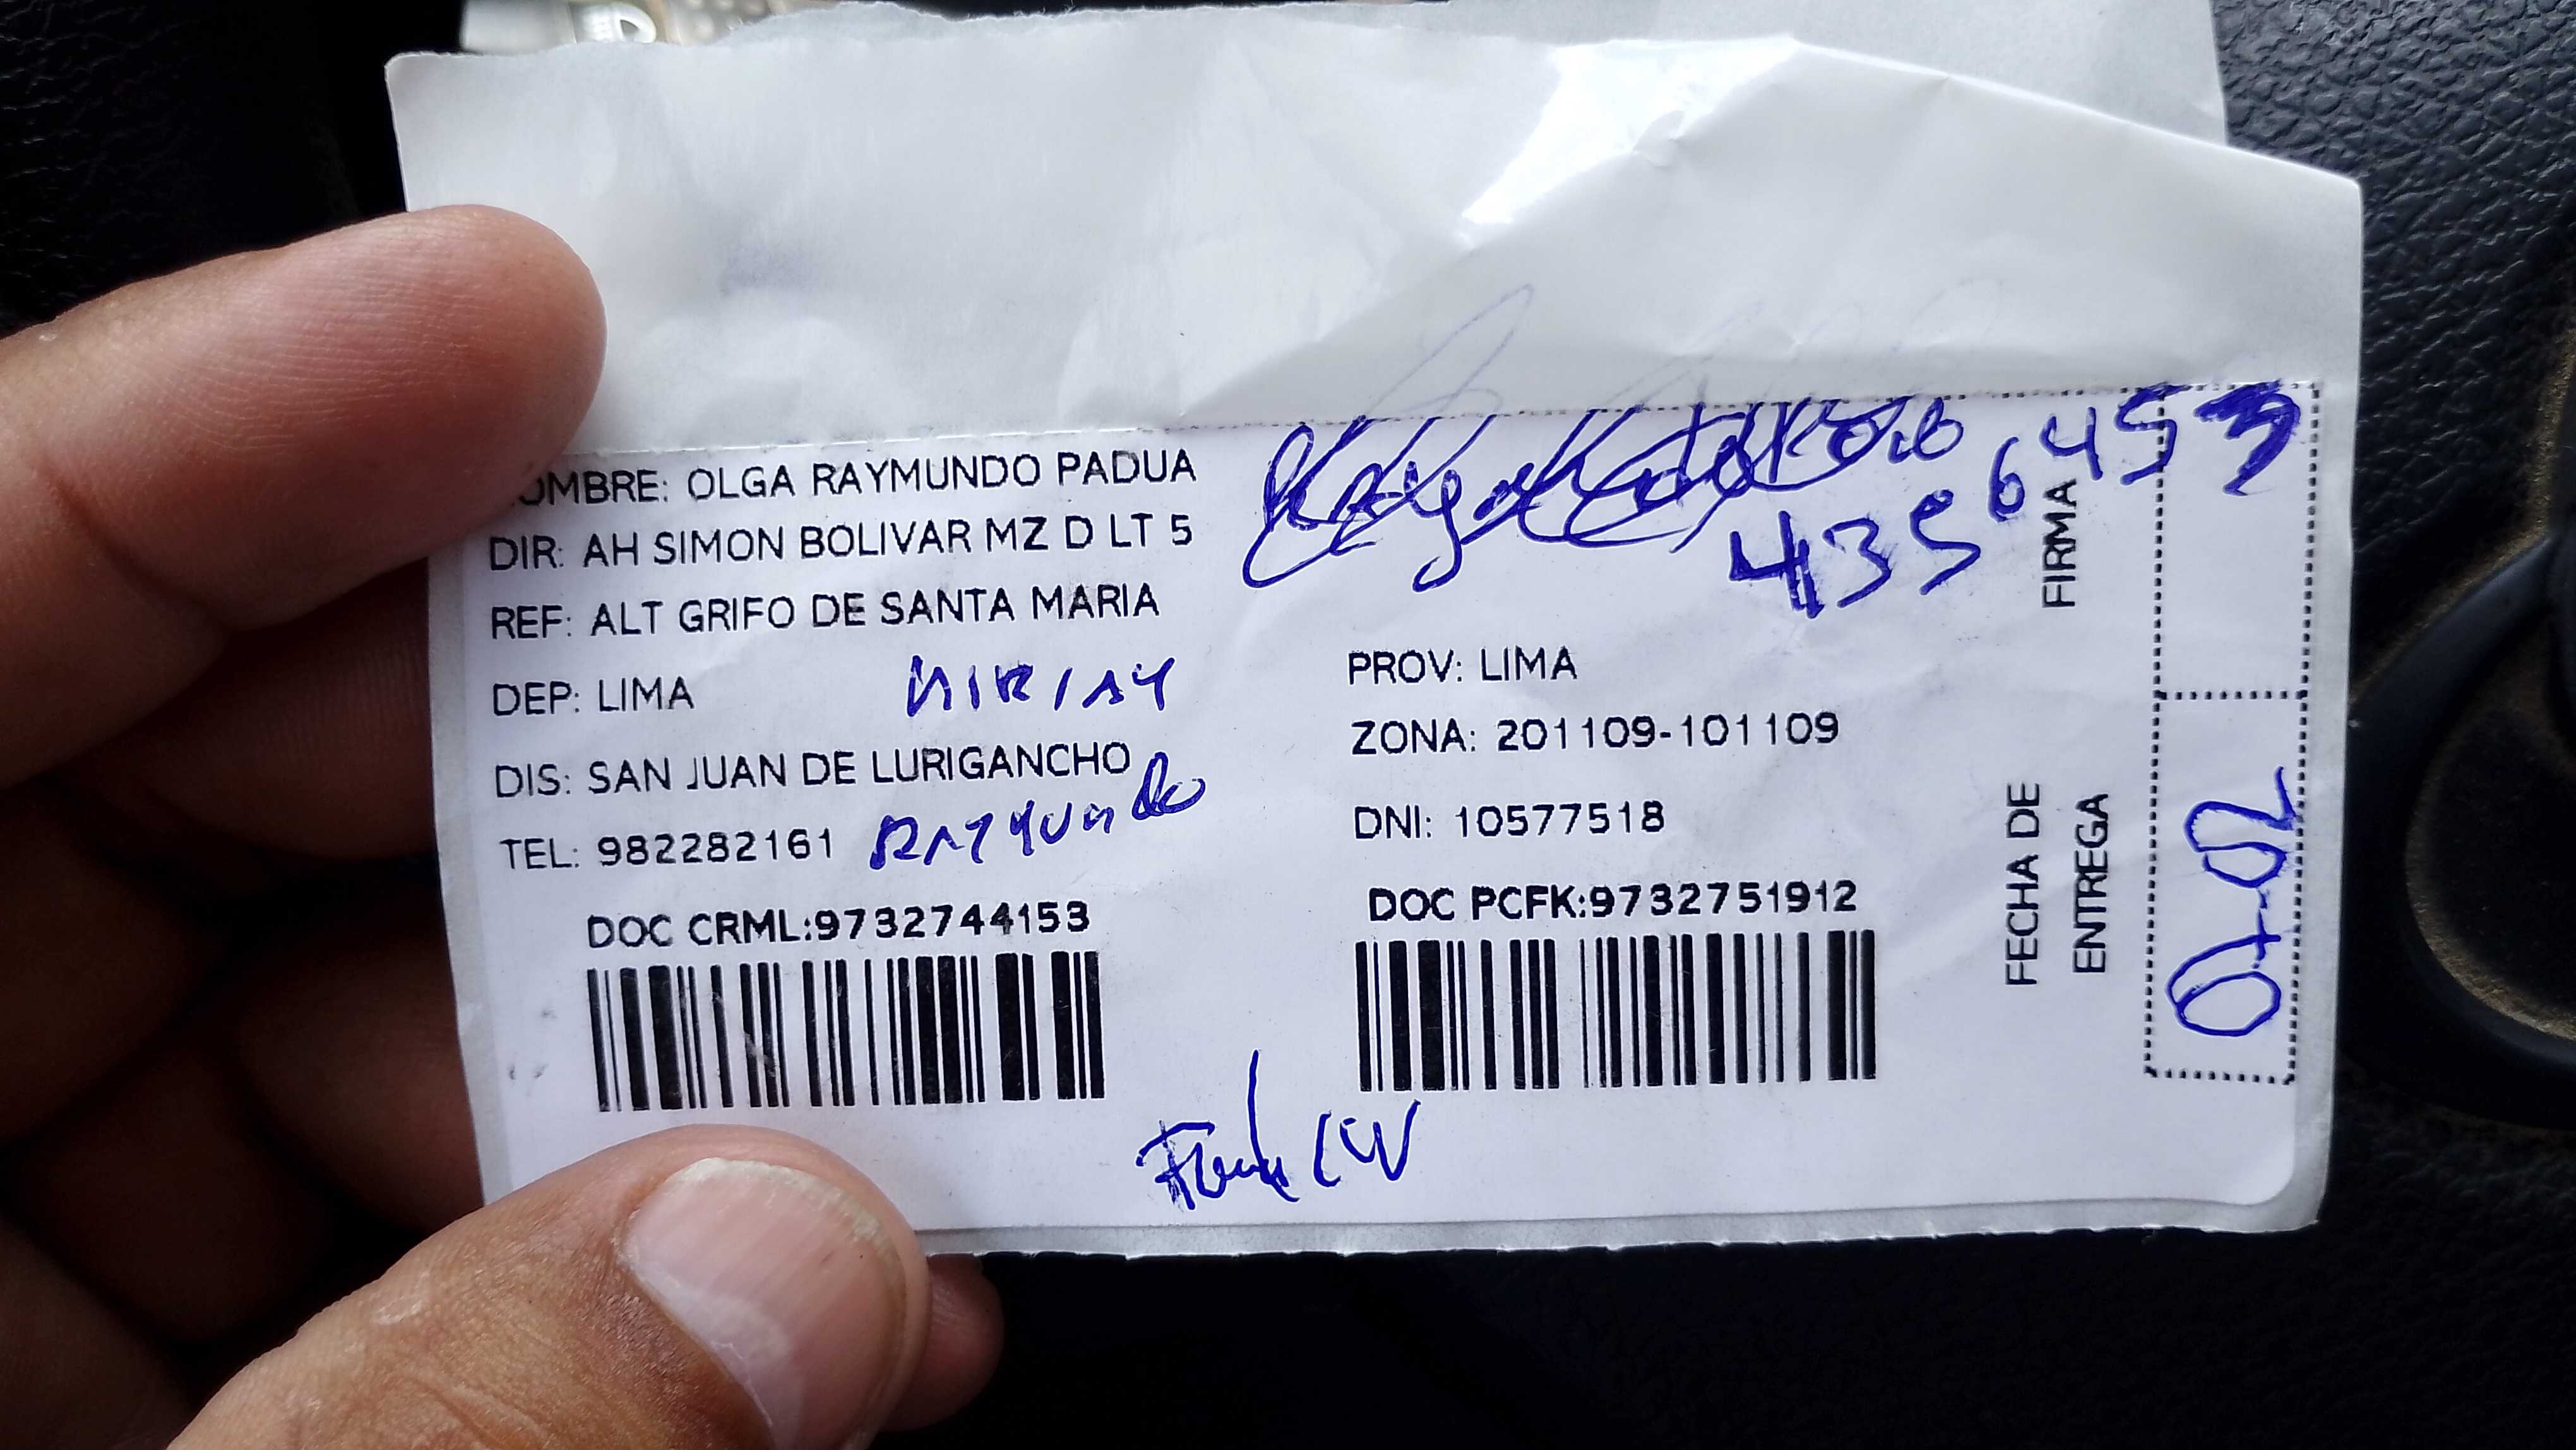 OMBRE: OLGA RAYMUNDO PADUA
DIR: AH SIMON BOLIVAR MZ D LT 5
REF: ALT GRIFO DE SANTA MARIA
DEP: LIMA
PROV: LIMA
DIS: SAN JUAN DE LURIGANCHO
ZONA: 201109-101109
TEL: 982282161
DNI: 10577518
DOC CRML:9732744153
DOC PCFK:9732751912
FIRMA
FECHA DE
ENTREGA